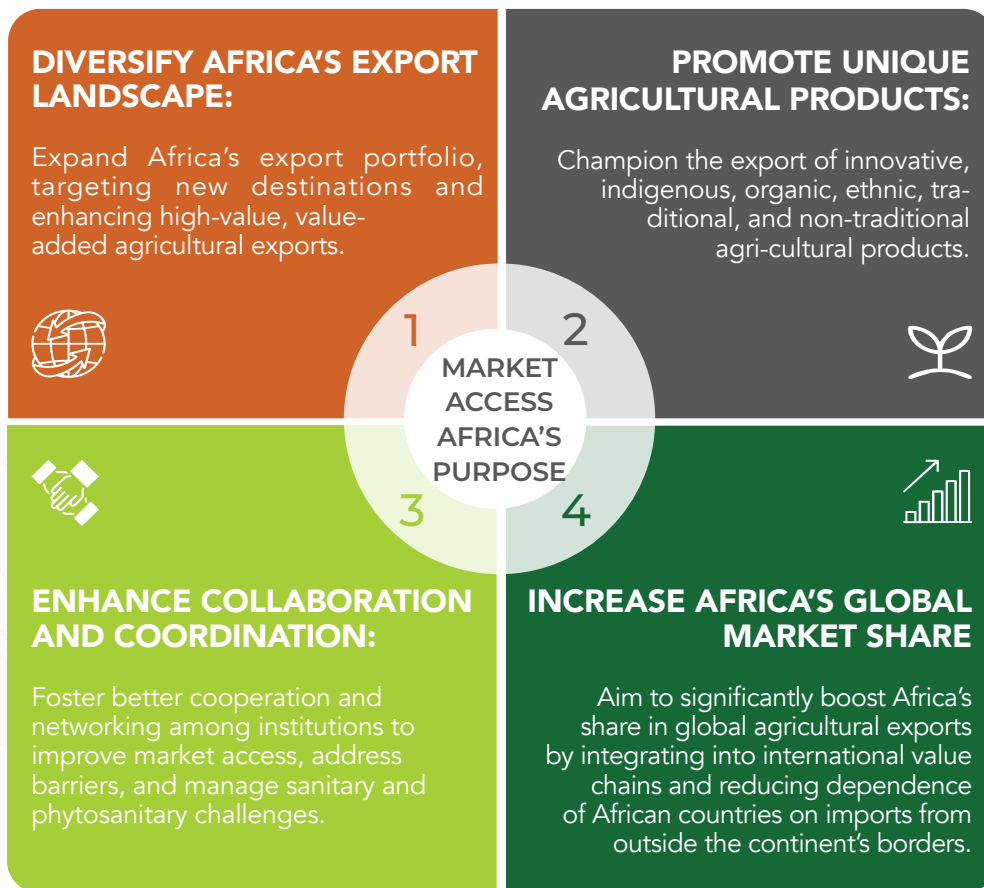 DIVERSIFY AFRICA'S EXPORT
LANDSCAPE:
Expand Africa's export portfolio,
targeting new destinations and
enhancing high-value, value-
added agricultural exports.
PROMOTE UNIQUE
AGRICULTURAL PRODUCTS:
Champion the export of innovative,
indigenous, organic, ethnic, tra-
ditional, and non-traditional
agri-cultural products.
1
2
MARKET
ACCESS
AFRICA'S
PURPOSE
3
4
ENHANCE COLLABORATION
AND COORDINATION:
Foster better cooperation and
networking among institutions to
improve market access, address
barriers, and manage sanitary and
phytosanitary challenges.
INCREASE AFRICA'S GLOBAL
MARKET SHARE
Aim to significantly boost Africa's
share in global agricultural exports
by integrating into international value
chains and reducing dependence
of African countries on imports from
outside the continent's borders.